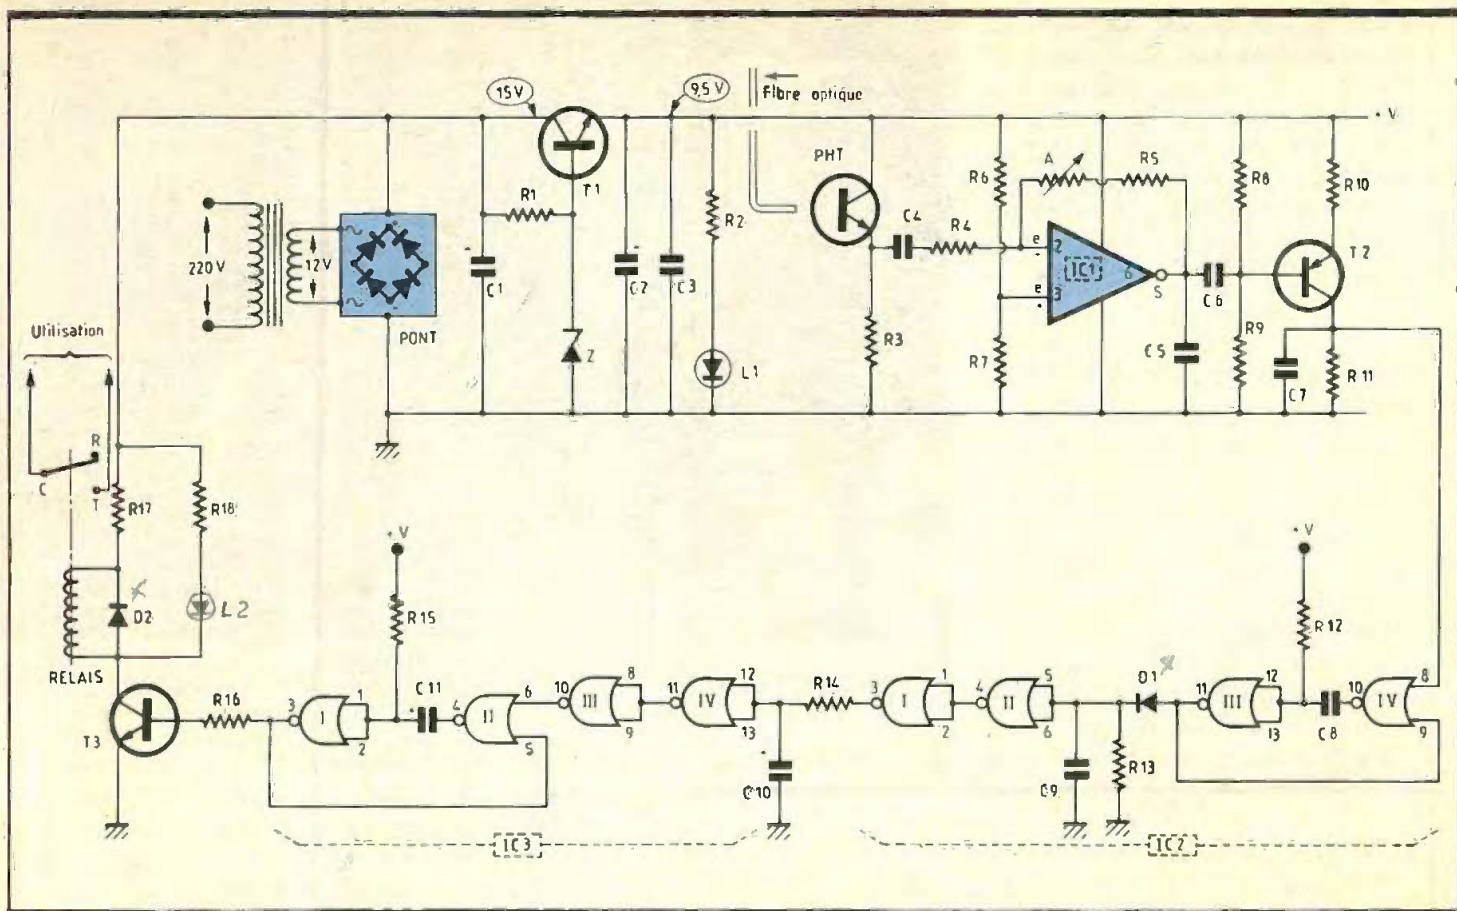 15V
9,5 V
Fibre optique
+ V
PHT
A
R5
R6
R8
R10
R1
T1
R2
C4
R4
e
2
-
IC1
6
S
T2
220 V
12V
+
-
C1
C2
C3
e
3
+
C6
PONT
Z
L1
R3
R7
C5
R9
C7
R11
Utilisation
R
C
T
R17
R18
+ V
+ V
D2
L2
R15
R12
RELAIS
C11
R14
D1
R16
3
I
1
2
4
II
6
5
10
III
8
9
11
IV
12
13
3
I
1
2
4
II
5
6
11
III
12
13
C8
10
IV
8
9
T3
C10
C9
R13
IC3
IC2